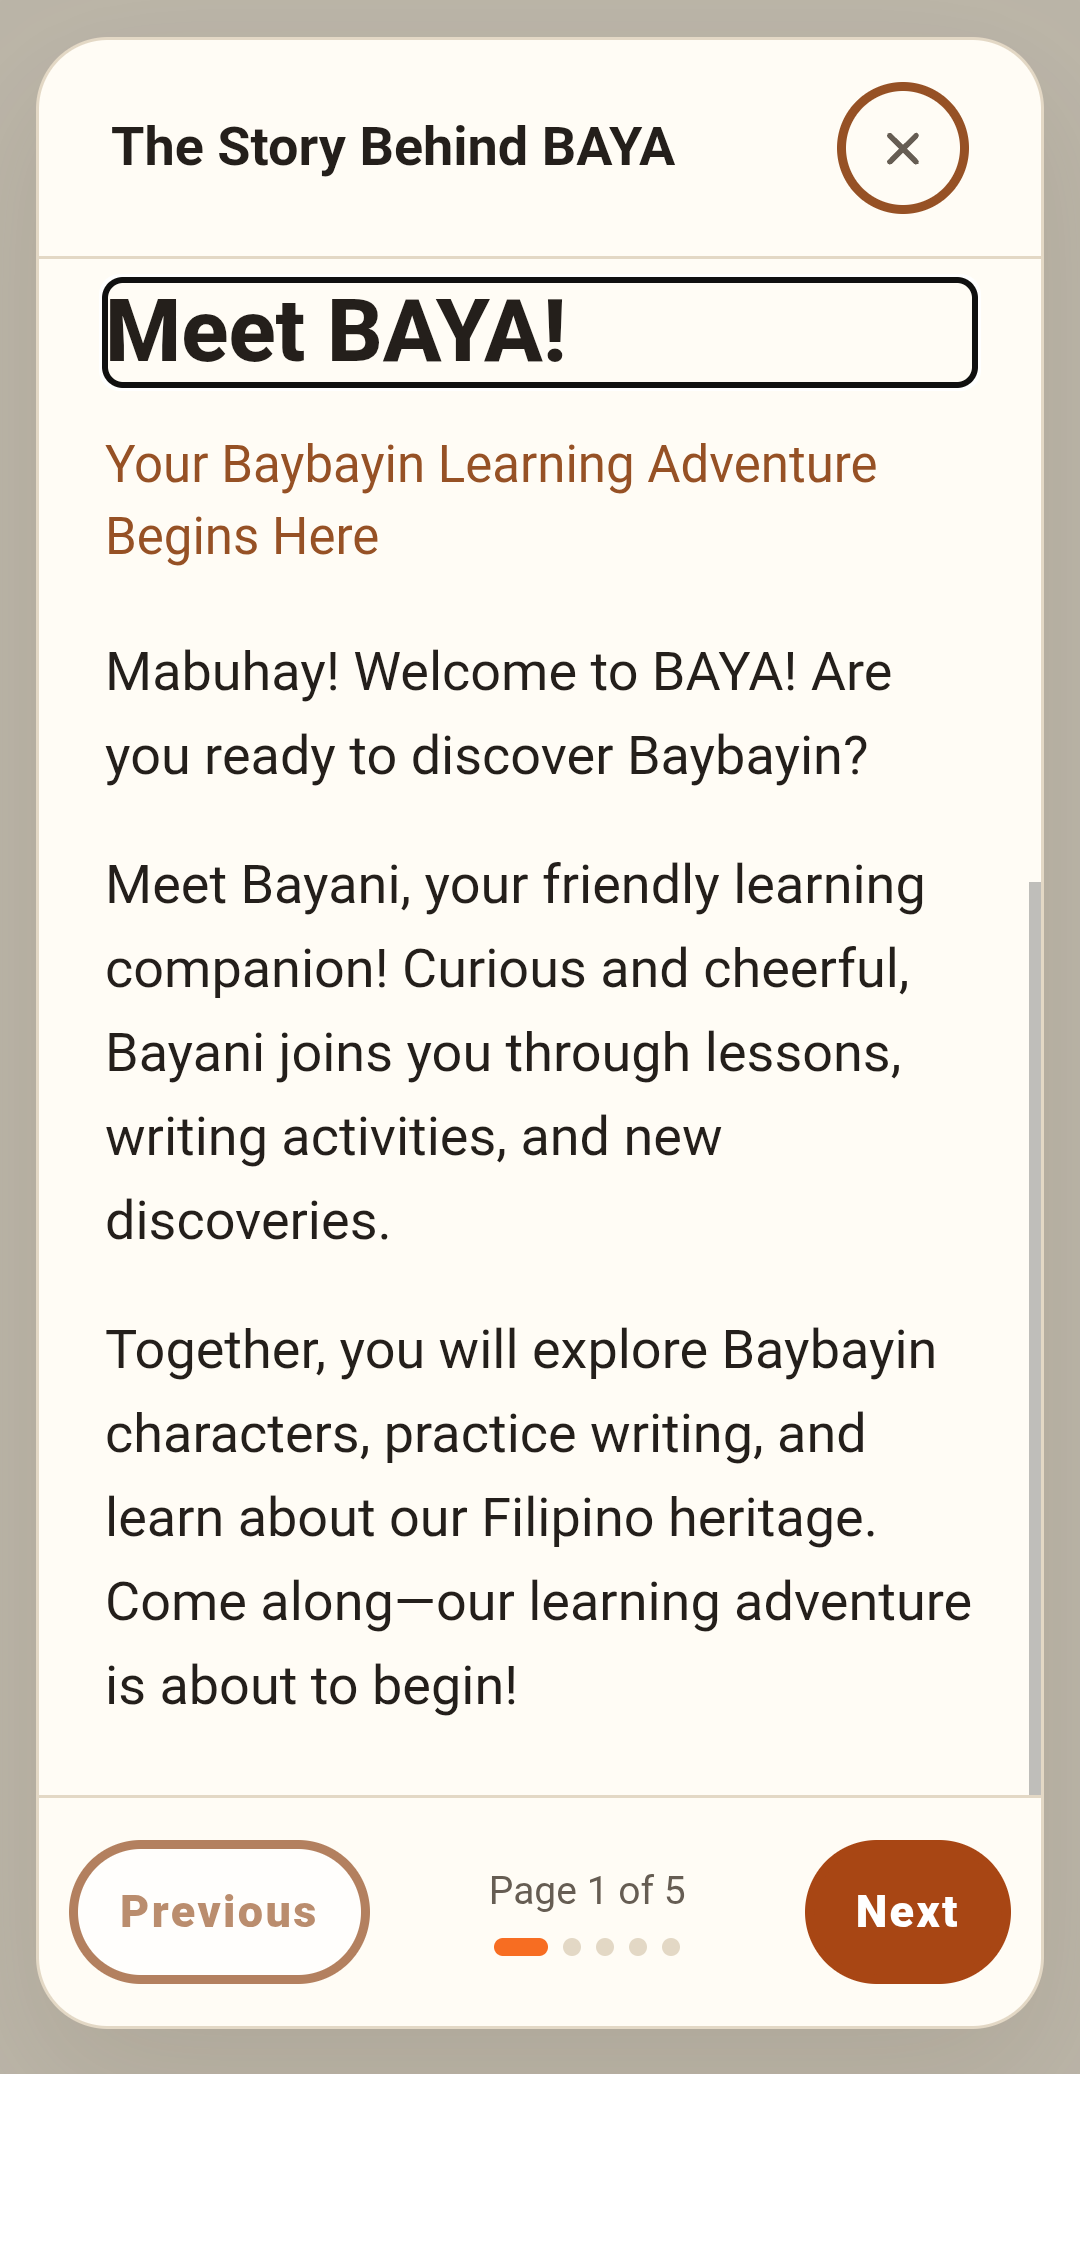 The Story Behind BAYA
Meet BAYA!
Your Baybayin Learning Adventure
Begins Here
Mabuhay! Welcome to BAYA! Are
you ready to discover Baybayin?
Meet Bayani, your friendly learning
companion! Curious and cheerful,
Bayani joins you through lessons,
writing activities, and new
discoveries.
Together, you will explore Baybayin
characters, practice writing, and
learn about our Filipino heritage.
Come along—our learning adventure
is about to begin!
Previous
Page 1 of 5
Next